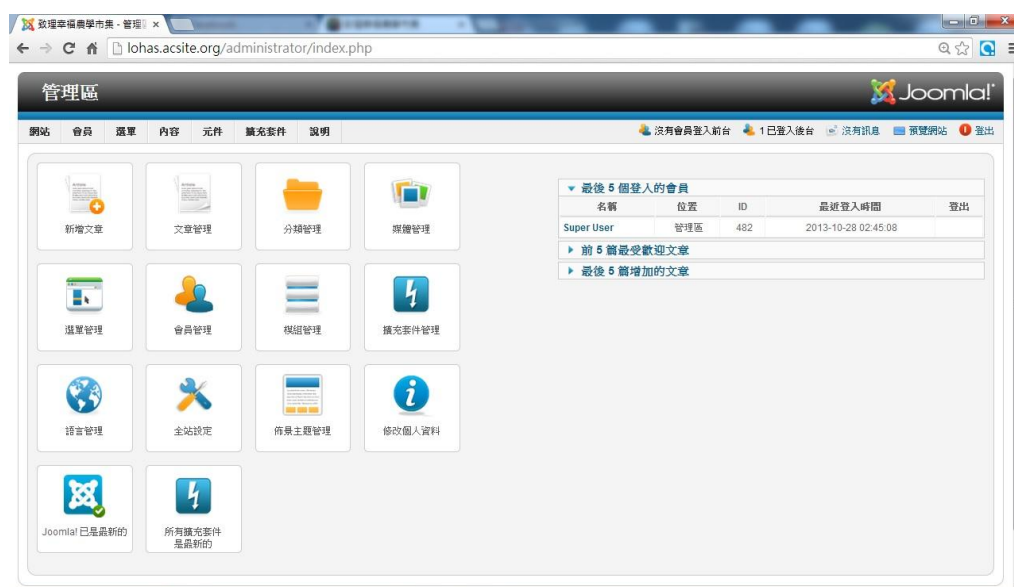 致理幸福農學市集 - 管理
lohas.acsite.org/administrator/index.php
管理區
Joomla!
網站 會員 選單 內容 元件 擴充套件 說明
沒有會員登入前台 1 已登入後台 沒有訊息 預覽網站 登出
新增文章 文章管理 分類管理 媒體管理
最後 5 個登入的會員
名稱 位置 ID 最近登入時間 登出
Super User 管理區 482 2013-10-28 02:45:08
前 5 篇最受歡迎文章
最後 5 篇增加的文章
選單管理 會員管理 模組管理 擴充套件管理
語言管理 全站設定 佈景主題管理 修改個人資料
Joomla! 已是最新的 所有擴充套件
是最新的